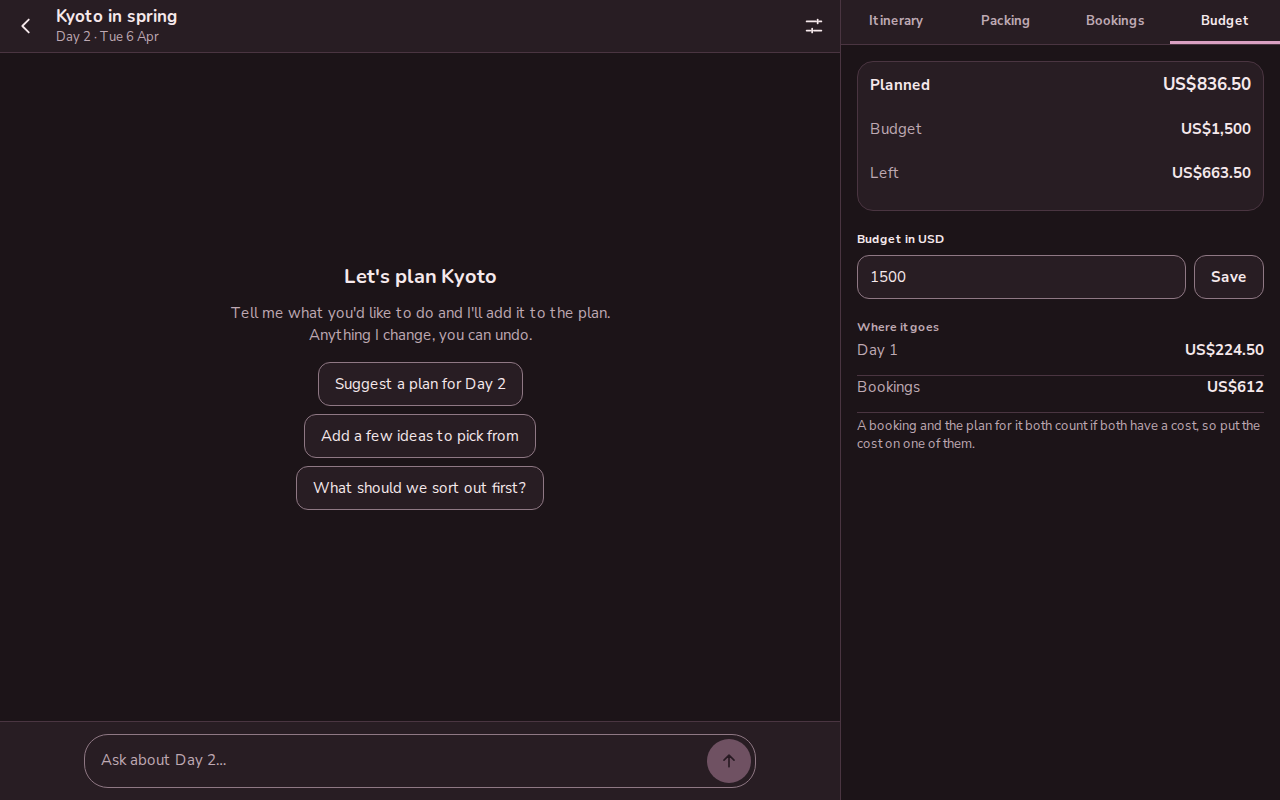 Kyoto in spring
Day 2 · Tue 6 Apr
Let's plan Kyoto
Tell me what you'd like to do and I'll add it to the plan.
Anything I change, you can undo.
Suggest a plan for Day 2
Add a few ideas to pick from
What should we sort out first?
Ask about Day 2...
Itinerary
Packing
Bookings
Budget
Planned US$836.50
Budget US$1,500
Left US$663.50
Budget in USD
1500
Save
Where it goes
Day 1 US$224.50
Bookings US$612
A booking and the plan for it both count if both have a cost, so put the
cost on one of them.